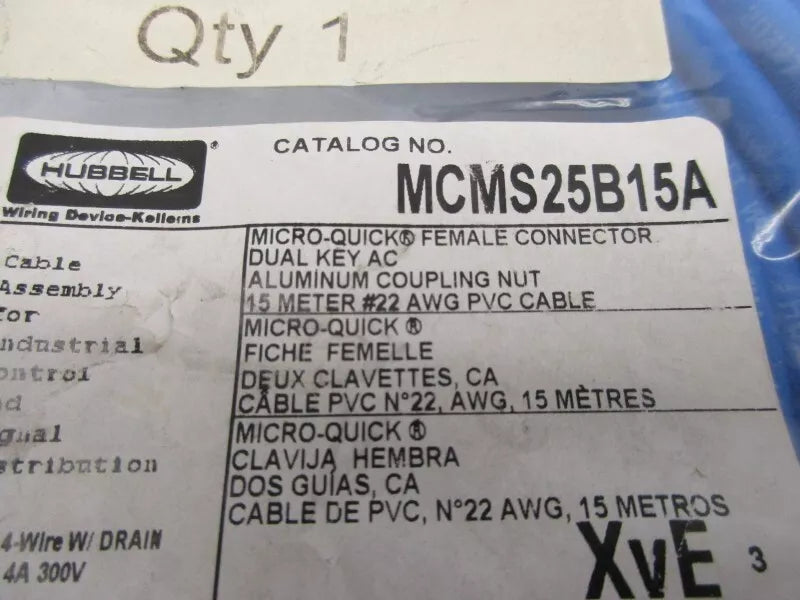 Qty 1
HUBBELL
Wiring Device-Kellems
CATALOG NO.
MCMS25B15A
MICRO-QUICK® FEMALE CONNECTOR
DUAL KEY AC
ALUMINUM COUPLING NUT
15 METER #22 AWG PVC CABLE
MICRO-QUICK ®
FICHE FEMELLE
DEUX CLAVETTES, CA
CÂBLE PVC N°22, AWG, 15 MÈTRES
MICRO-QUICK ®
CLAVIJA HEMBRA
DOS GUÍAS, CA
CABLE DE PVC, N°22 AWG, 15 METROS
XvE 3
Cable
Assembly
or
ndustrial
ontrol
d
gnal
stribution
4-Wire W/ DRAIN
4A 300V